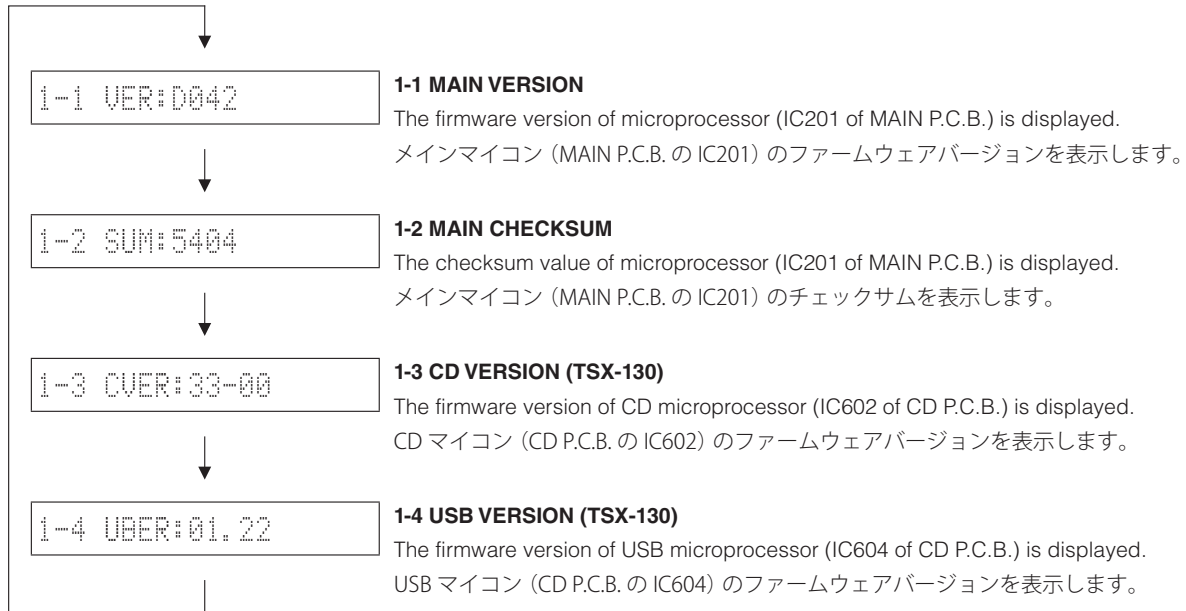 1-1 VER:D042
1-1 MAIN VERSION
The firmware version of microprocessor (IC201 of MAIN P.C.B.) is displayed.
メインマイコン（MAIN P.C.B. の IC201）のファームウェアバージョンを表示します。
1-2 SUM:5404
1-2 MAIN CHECKSUM
The checksum value of microprocessor (IC201 of MAIN P.C.B.) is displayed.
メインマイコン（MAIN P.C.B. の IC201）のチェックサムを表示します。
1-3 CVER:33-00
1-3 CD VERSION (TSX-130)
The firmware version of CD microprocessor (IC602 of CD P.C.B.) is displayed.
CD マイコン（CD P.C.B. の IC602）のファームウェアバージョンを表示します。
1-4 UBER:01.22
1-4 USB VERSION (TSX-130)
The firmware version of USB microprocessor (IC604 of CD P.C.B.) is displayed.
USB マイコン（CD P.C.B. の IC604）のファームウェアバージョンを表示します。